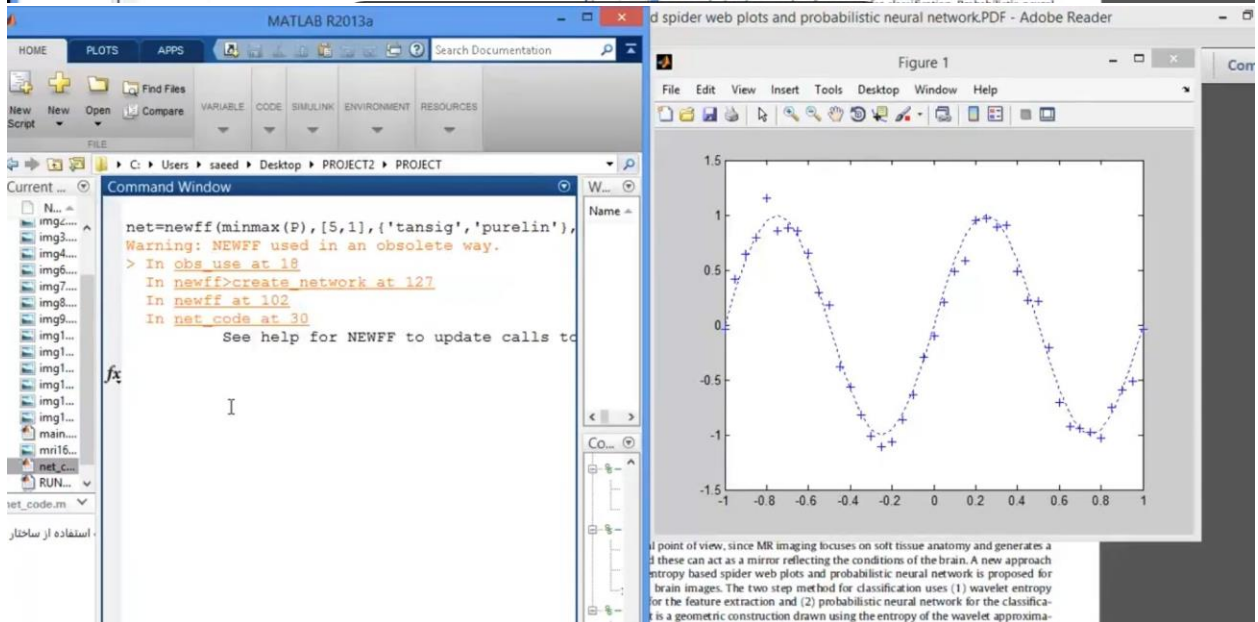 MATLAB R2013a
HOME PLOTS APPS Search Documentation
New Script
New
Open
Find Files
Compare
VARIABLE CODE SIMULINK ENVIRONMENT RESOURCES
FILE
C: Users saeed Desktop PROJECT2 PROJECT
Current ...
N...
img2....
img3....
img4....
img6....
img7....
img8....
img9....
img1...
img1...
img1...
img1...
img1...
main....
mri16...
net_c...
RUN...
net_code.m
استفاده از ساختار
Command Window
net=newff(minmax(P),[5,1],{'tansig','purelin'},
Warning: NEWFF used in an obsolete way.
> In obs_use at 18
In newff>create_network at 127
In newff at 102
In net_code at 30
See help for NEWFF to update calls to
fx
W...
Name
Co...
d spider web plots and probabilistic neural network.PDF - Adobe Reader
Com
Figure 1
File Edit View Insert Tools Desktop Window Help
1.5
1
0.5
0
-0.5
-1
-1.5
-1 -0.8 -0.6 -0.4 -0.2 0 0.2 0.4 0.6 0.8 1
al point of view, since MR imaging focuses on soft tissue anatomy and generates a
d these can act as a mirror reflecting the conditions of the brain. A new approach
entropy based spider web plots and probabilistic neural network is proposed for
brain images. The two step method for classification uses (1) wavelet entropy
for the feature extraction and (2) probabilistic neural network for the classifica-
t is a geometric construction drawn using the entropy of the wavelet approxima-